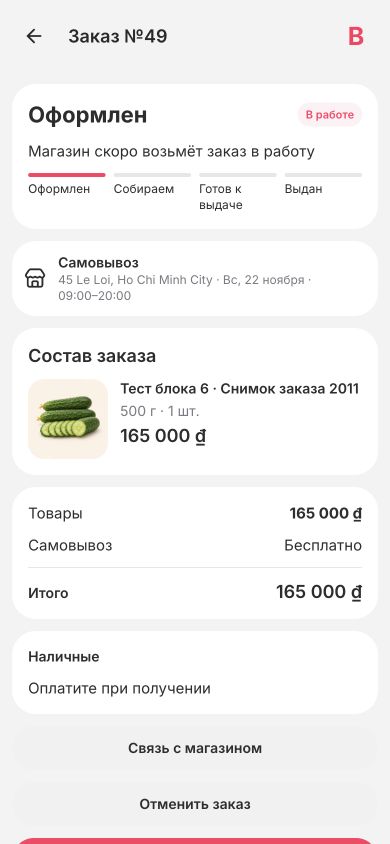 Заказ №49
B
Оформлен
В работе
Магазин скоро возьмёт заказ в работу
Оформлен
Собираем
Готов к
выдаче
Выдан
Самовывоз
45 Le Loi, Ho Chi Minh City · Вс, 22 ноября ·
09:00–20:00
Состав заказа
Тест блока 6 · Снимок заказа 2011
500 г · 1 шт.
165 000 ₫
Товары
165 000 ₫
Самовывоз
Бесплатно
Итого
165 000 ₫
Наличные
Оплатите при получении
Связь с магазином
Отменить заказ